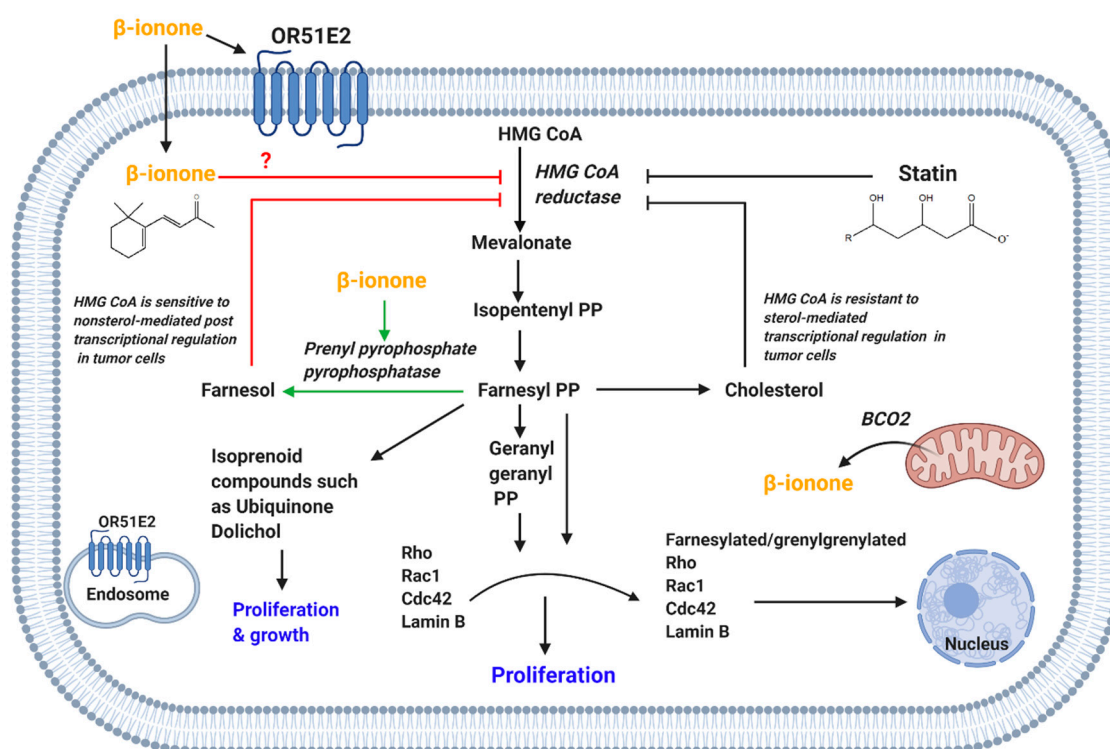 β-ionone
OR51E2
HMG CoA
?
β-ionone
HMG CoA
reductase
Statin
OH
OH
O
R
O-
O
Mevalonate
β-ionone
HMG CoA is sensitive to
nonsterol-mediated post
transcriptional regulation
in tumor cells
HMG CoA is resistant to
sterol-mediated
transcriptional regulation in
tumor cells
Isopentenyl PP
Prenyl pyrophosphate
pyrophosphatase
Farnesol
Farnesyl PP
Cholesterol
BCO2
β-ionone
Isoprenoid
compounds such
as Ubiquinone
Dolichol
Geranyl
geranyl
PP
OR51E2
Endosome
Proliferation
& growth
Rho
Rac1
Cdc42
Lamin B
Farnesylated/grenylgrenylated
Rho
Rac1
Cdc42
Lamin B
Nucleus
Proliferation